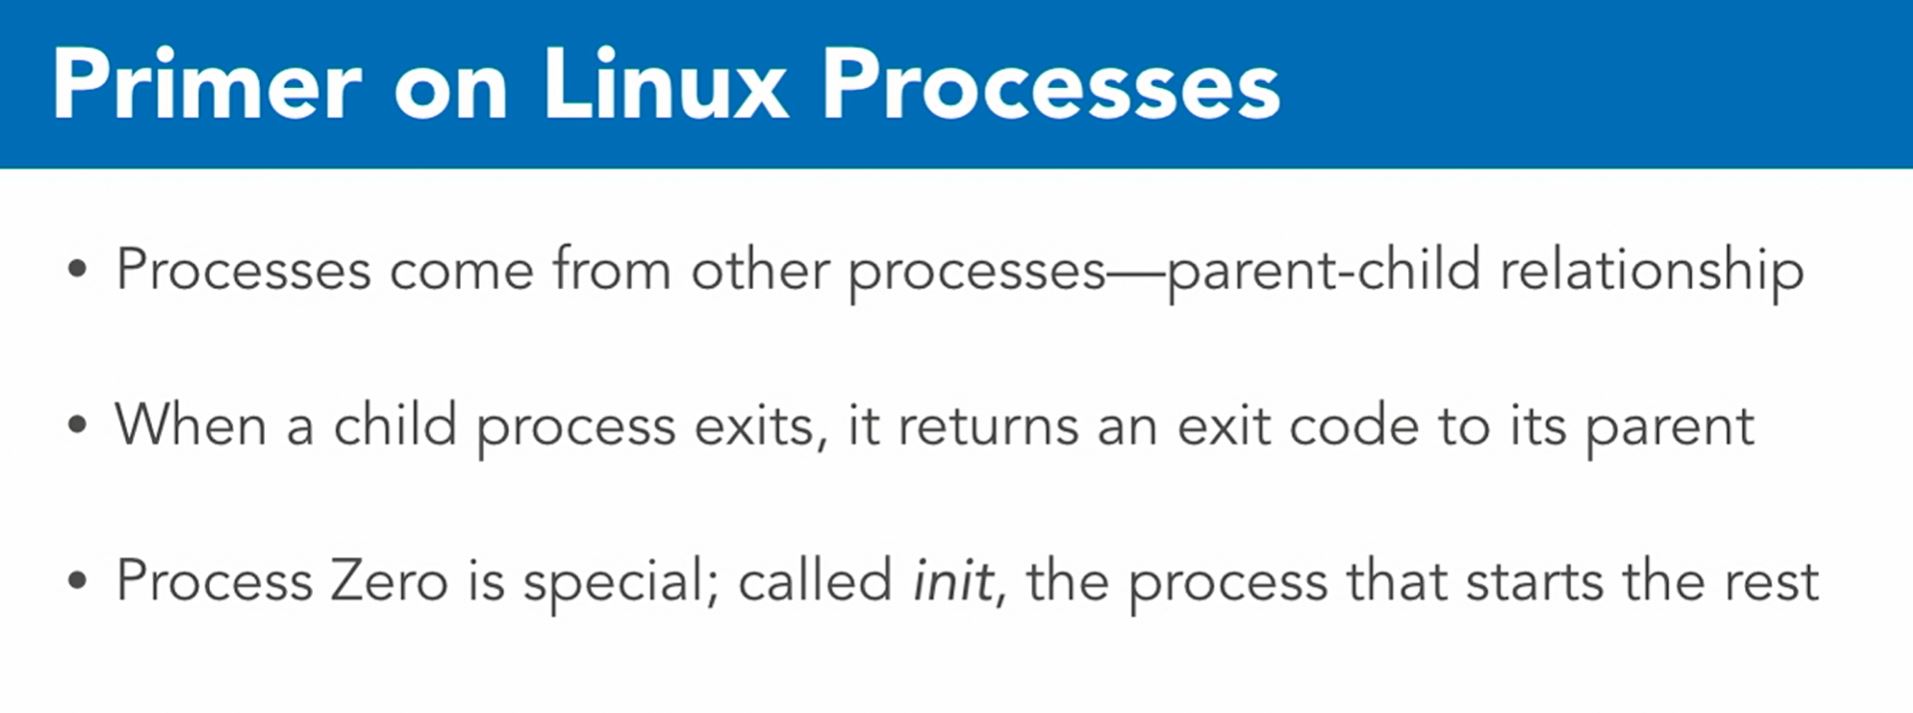 Primer on Linux Processes
• Processes come from other processes—parent-child relationship
• When a child process exits, it returns an exit code to its parent
• Process Zero is special; called init, the process that starts the rest